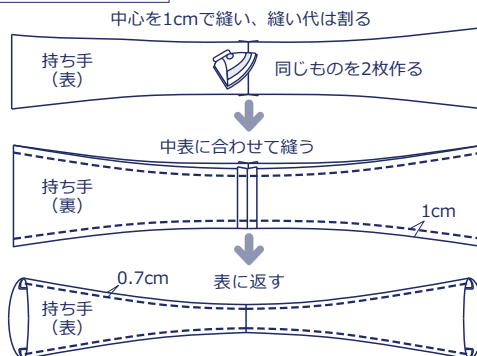 中心を1cmで縫い、縫い代は割る
持ち手
（表）
同じものを2枚作る
中表に合わせて縫う
持ち手
（裏）
1cm
0.7cm
表に返す
持ち手
（表）